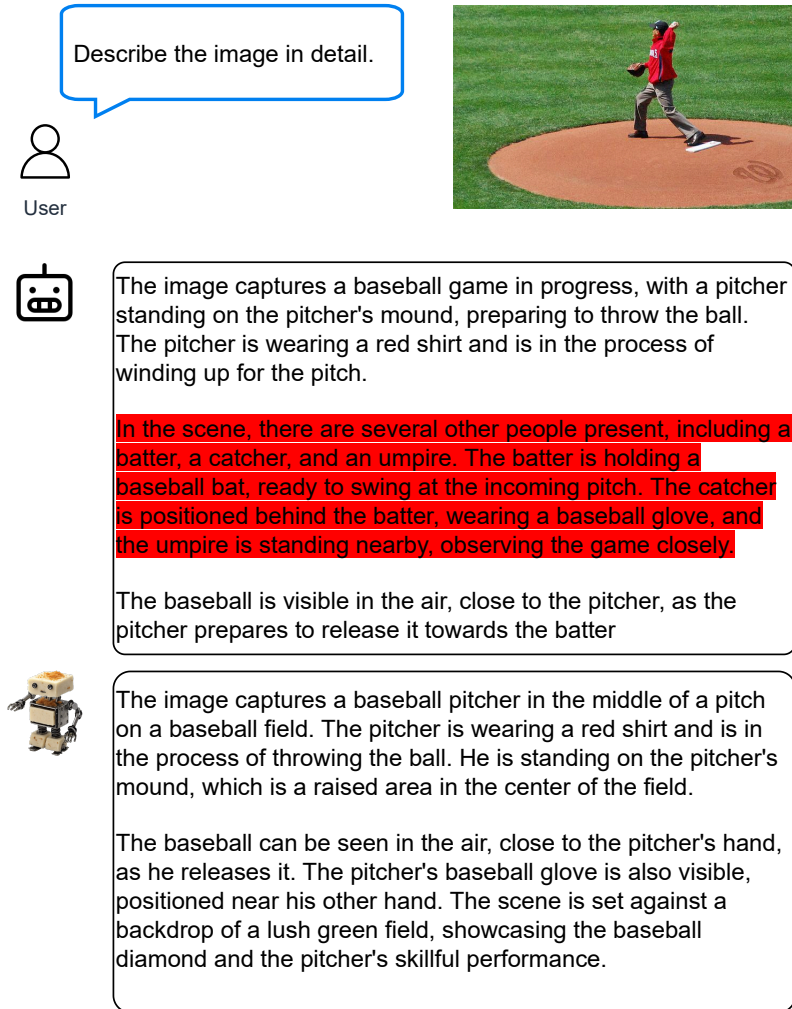 Describe the image in detail.
User
The image captures a baseball game in progress, with a pitcher
standing on the pitcher's mound, preparing to throw the ball.
The pitcher is wearing a red shirt and is in the process of
winding up for the pitch.
In the scene, there are several other people present, including a
batter, a catcher, and an umpire. The batter is holding a
baseball bat, ready to swing at the incoming pitch. The catcher
is positioned behind the batter, wearing a baseball glove, and
the umpire is standing nearby, observing the game closely.
The baseball is visible in the air, close to the pitcher, as the
pitcher prepares to release it towards the batter
The image captures a baseball pitcher in the middle of a pitch
on a baseball field. The pitcher is wearing a red shirt and is in
the process of throwing the ball. He is standing on the pitcher's
mound, which is a raised area in the center of the field.
The baseball can be seen in the air, close to the pitcher's hand,
as he releases it. The pitcher's baseball glove is also visible,
positioned near his other hand. The scene is set against a
backdrop of a lush green field, showcasing the baseball
diamond and the pitcher's skillful performance.